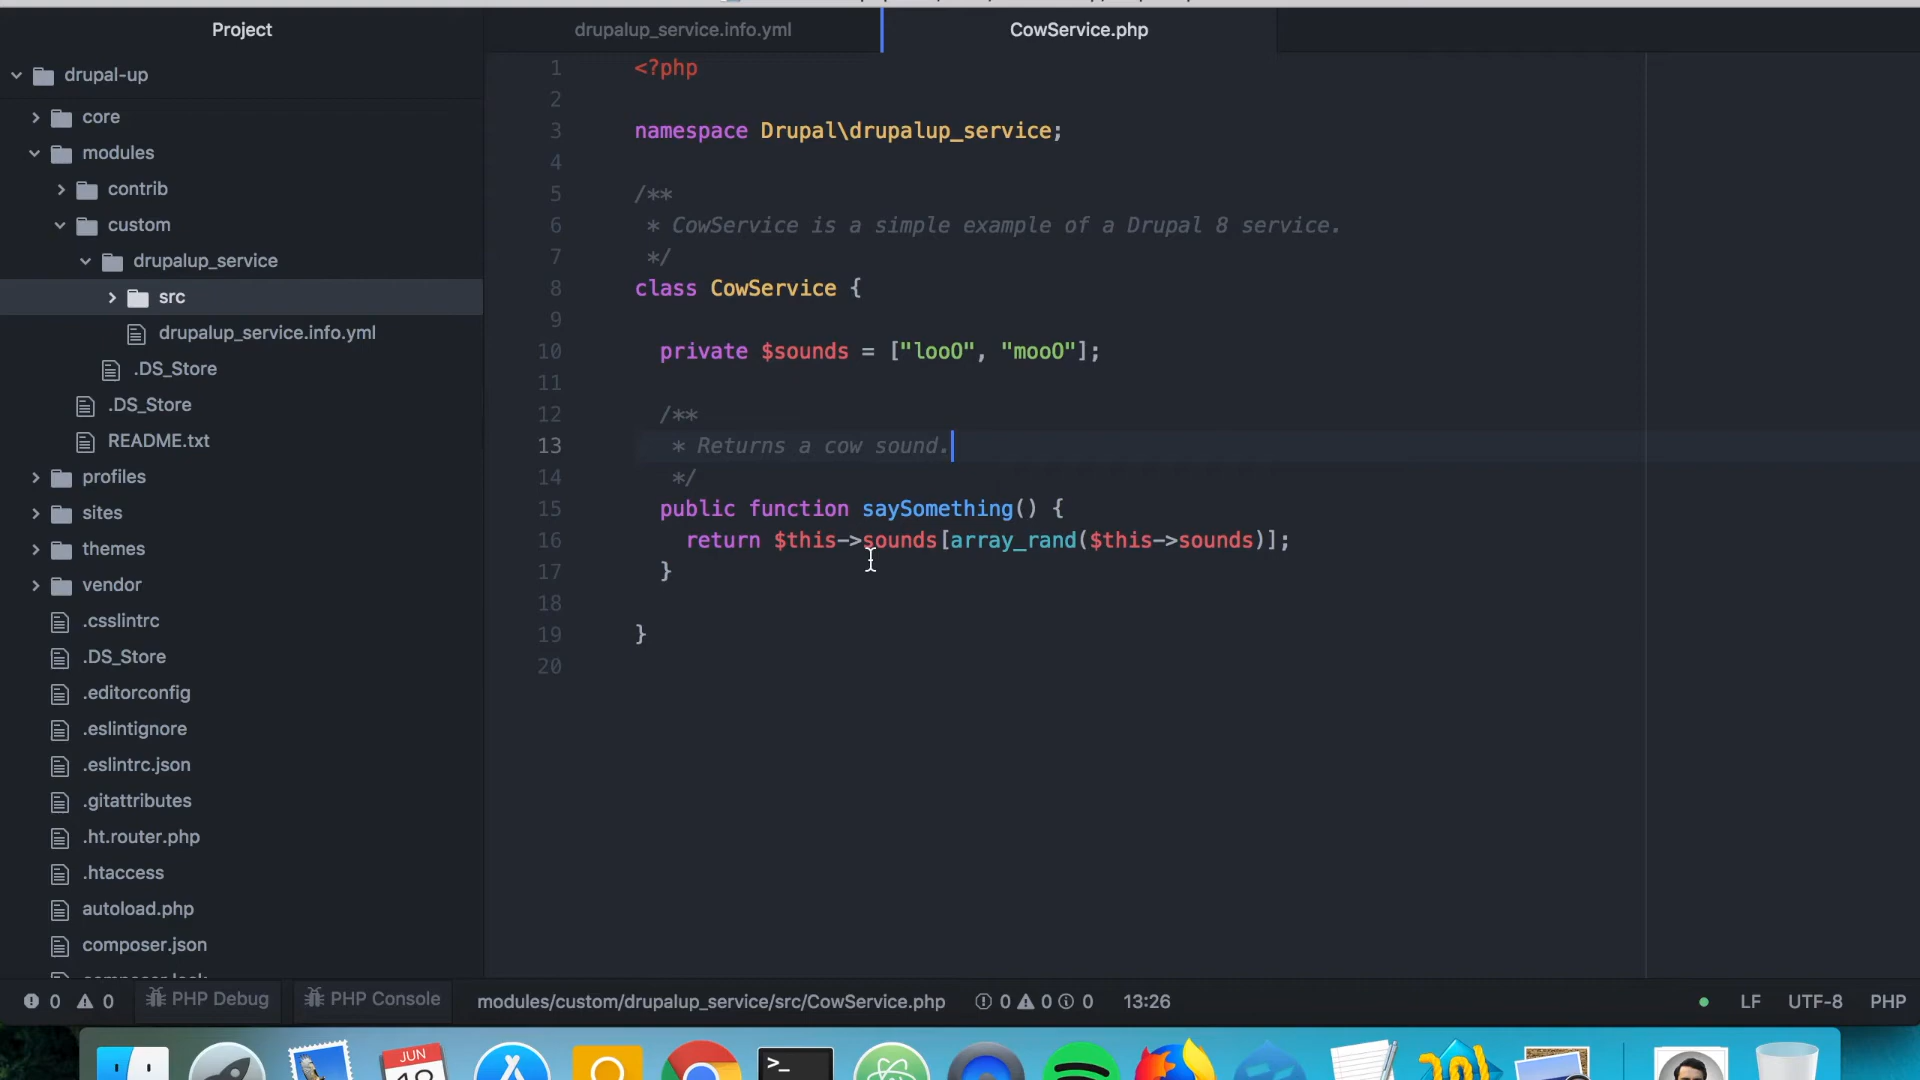 Project
drupal-up
core
modules
contrib
custom
drupalup_service
src
drupalup_service.info.yml
.DS_Store
.DS_Store
README.txt
profiles
sites
themes
vendor
.csslintrc
.DS_Store
.editorconfig
.eslintignore
.eslintrc.json
.gitattributes
.ht.router.php
.htaccess
autoload.php
composer.json
drupalup_service.info.yml
CowService.php
1 <?php
2
3 namespace Drupal\drupalup_service;
4
5 /**
6 * CowService is a simple example of a Drupal 8 service.
7 */
8 class CowService {
9
10 private $sounds = ["looO", "mooO"];
11
12 /**
13 * Returns a cow sound.
14 */
15 public function saySomething() {
16 return $this->sounds[array_rand($this->sounds)];
17 }
18
19 }
20
0 0 PHP Debug PHP Console modules/custom/drupalup_service/src/CowService.php 0 0 0 13:26 LF UTF-8 PHP
JUN
>_